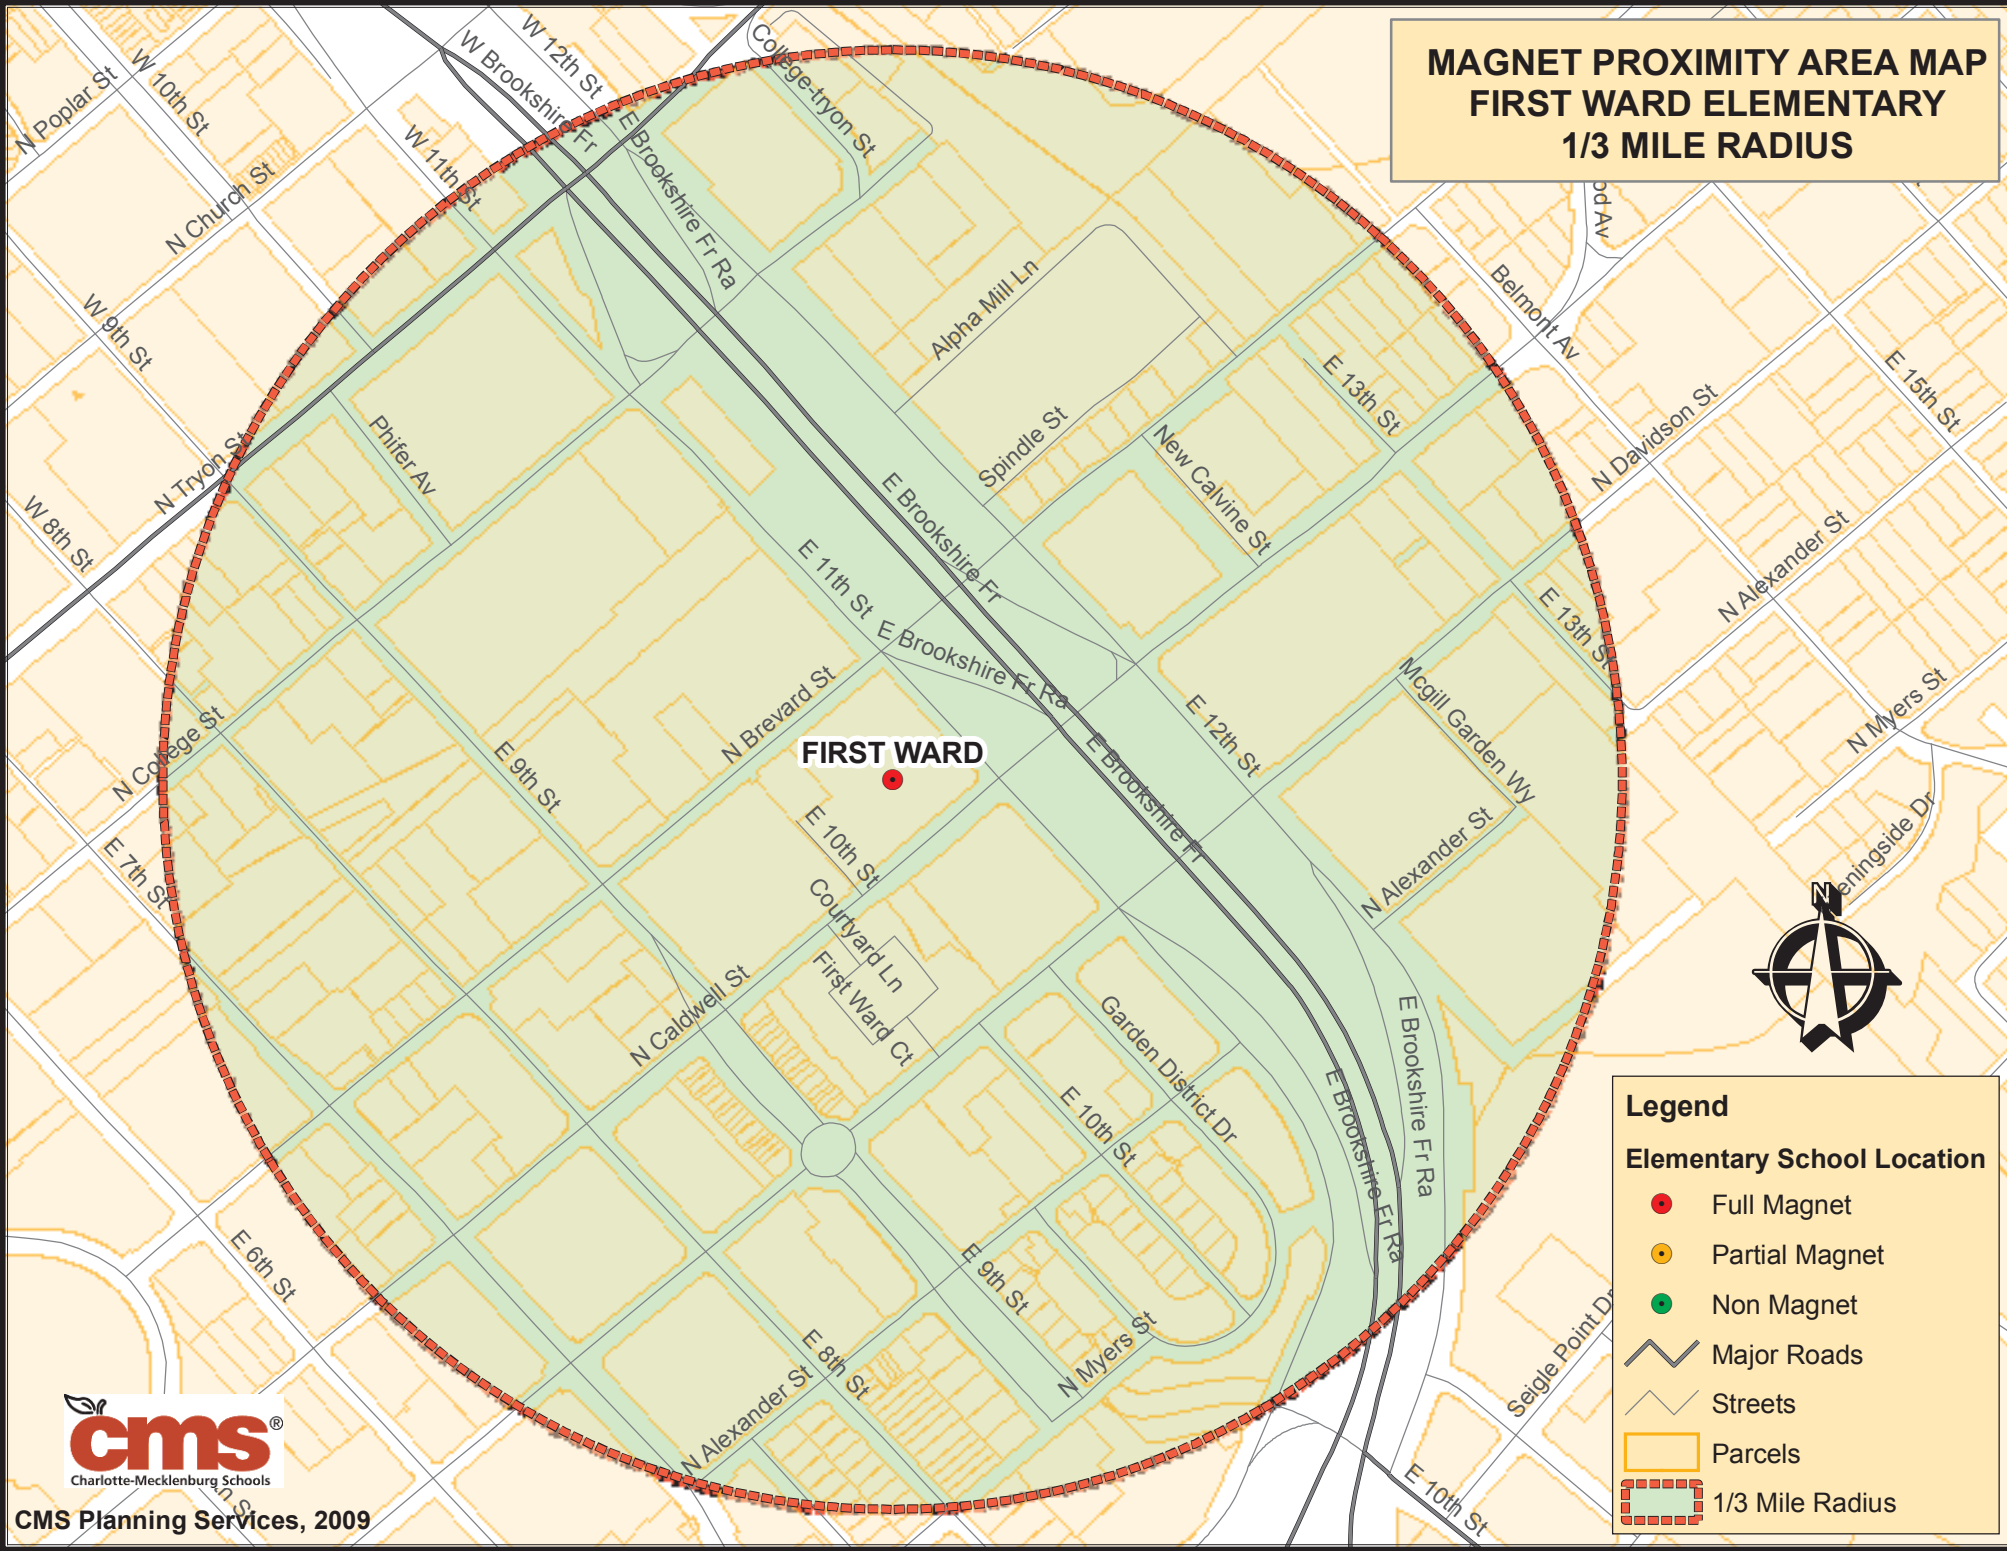 MAGNET PROXIMITY AREA MAP
FIRST WARD ELEMENTARY
1/3 MILE RADIUS
N Poplar St
W 10th St
W Brookshire Fr
W 12th St
College-tryon St
N Church St
W 11th St
E Brookshire Fr Ra
od Av
Belmont Av
W 9th St
Alpha Mill Ln
E 13th St
E 15th St
N Davidson St
N Tryon St
Phifer Av
Spindle St
New Calvine St
W 8th St
E Brookshire Fr
E 11th St
N Alexander St
E 13th St
E Brookshire Fr Ra
N Brevard St
Mcgill Garden Wy
N Myers St
N College St
E 9th St
FIRST WARD
E 12th St
E Brookshire Fr
E 7th St
E 10th St
N Alexander St
eningside Dr
N
Courtyard Ln
First Ward Ct
N Caldwell St
Garden District Dr
E Brookshire Fr Ra
E 10th St
E Brookshire Fr Ra
E 6th St
E 9th St
N Myers St
E 8th St
N Alexander St
Seigle Point Dr
E 10th St
Legend
Elementary School Location
Full Magnet
Partial Magnet
Non Magnet
Major Roads
Streets
Parcels
1/3 Mile Radius
cms®
Charlotte-Mecklenburg Schools
n St
CMS Planning Services, 2009